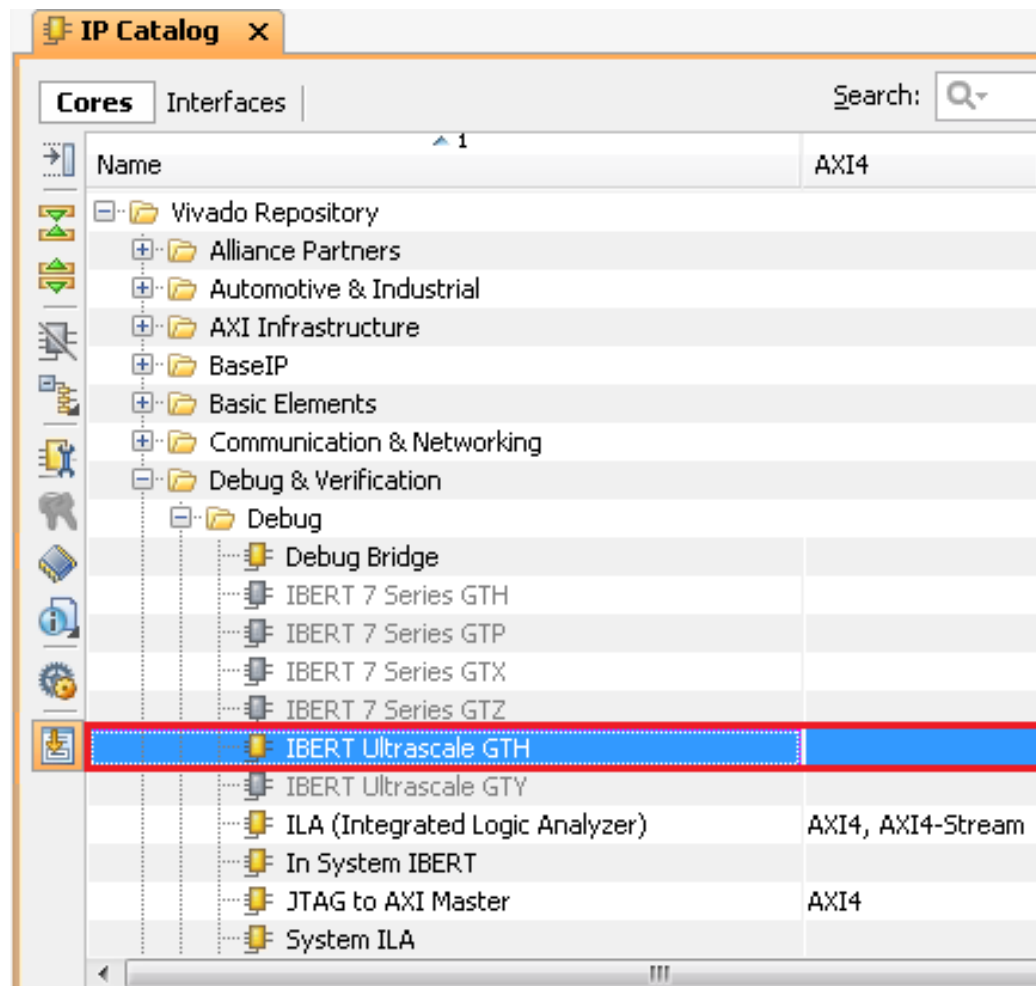 IP Catalog ×
Cores Interfaces Search:
Name 1 AXI4
Vivado Repository
Alliance Partners
Automotive & Industrial
AXI Infrastructure
BaseIP
Basic Elements
Communication & Networking
Debug & Verification
Debug
Debug Bridge
IBERT 7 Series GTH
IBERT 7 Series GTP
IBERT 7 Series GTX
IBERT 7 Series GTZ
IBERT Ultrascale GTH
IBERT Ultrascale GTY
ILA (Integrated Logic Analyzer) AXI4, AXI4-Stream
In System IBERT
JTAG to AXI Master AXI4
System ILA